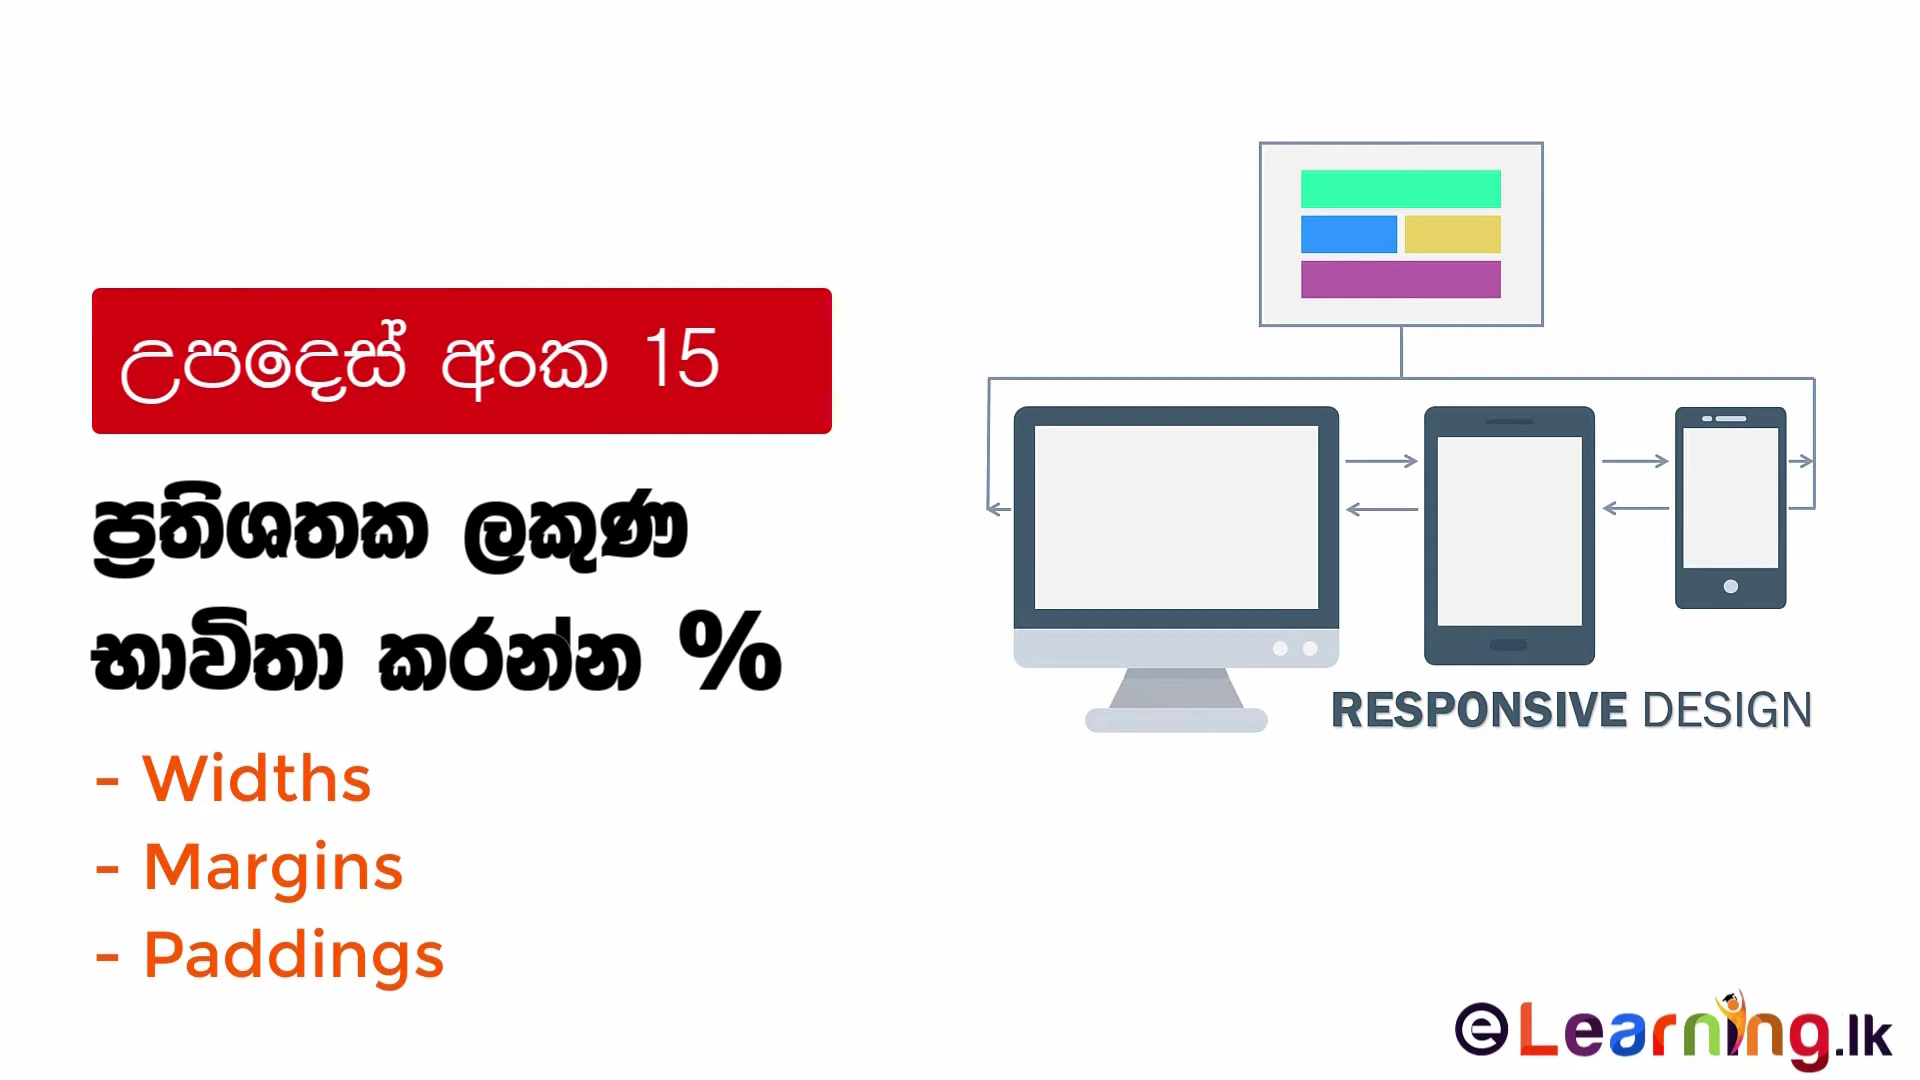 උපදෙස් අංක 15
ප්‍රතිශතක ලකුණ
භාවිතා කරන්න %
- Widths
- Margins
- Paddings
RESPONSIVE DESIGN
eLearning.lk